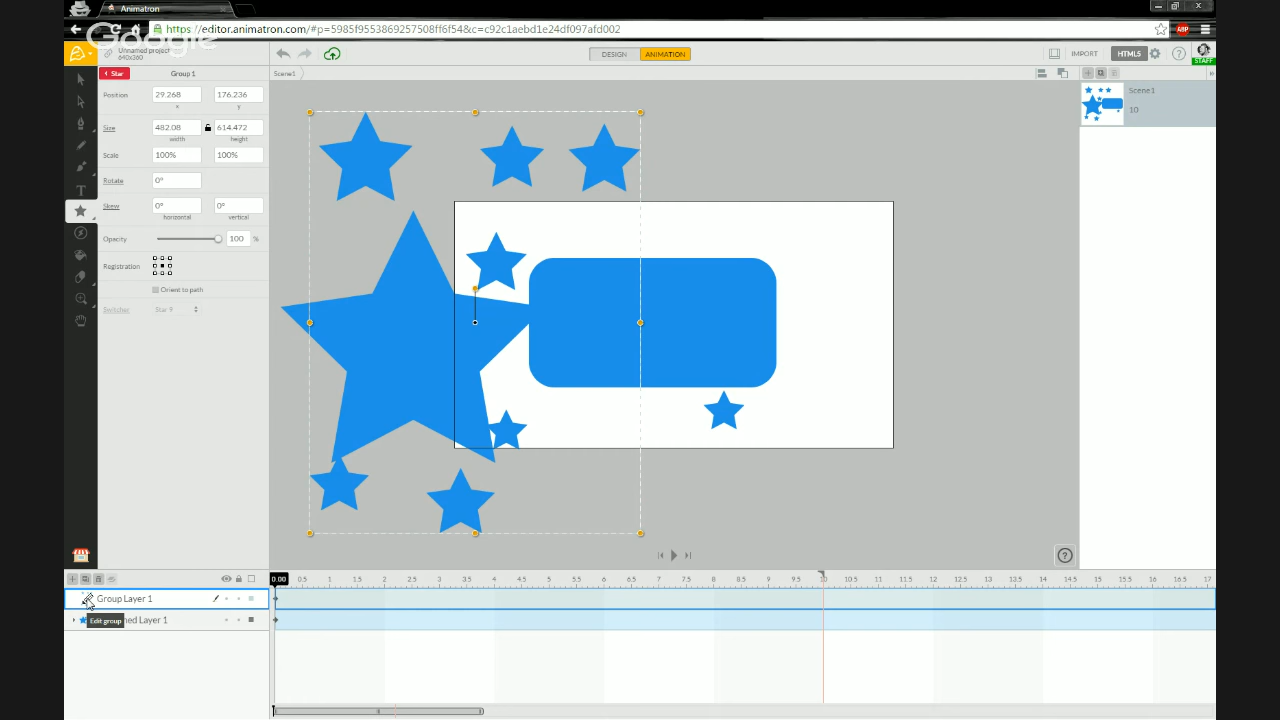 Animatron
https://editor.animatron.com/#p=5985f9553869257508ff6f54&c=c92c1aebd1e24df097afd002
ABP
Google
Unnamed project
640x360
DESIGN
ANIMATION
IMPORT
HTML5
?
STAFF
Star
Group 1
Scene1
Position
29.268
176.236
x
y
Size
482.08
614.472
width
height
Scale
100%
100%
Rotate
0°
Skew
0°
0°
horizontal
vertical
Opacity
100
%
Registration
Orient to path
Switcher
Star 9
T
Scene1
10
?
0.00 0.5 1 1.5 2 2.5 3 3.5 4 4.5 5 5.5 6 6.5 7 7.5 8 8.5 9 9.5 10 10.5 11 11.5 12 12.5 13 13.5 14 14.5 15 15.5 16 16.5 17
Group Layer 1
Edit group
ned Layer 1